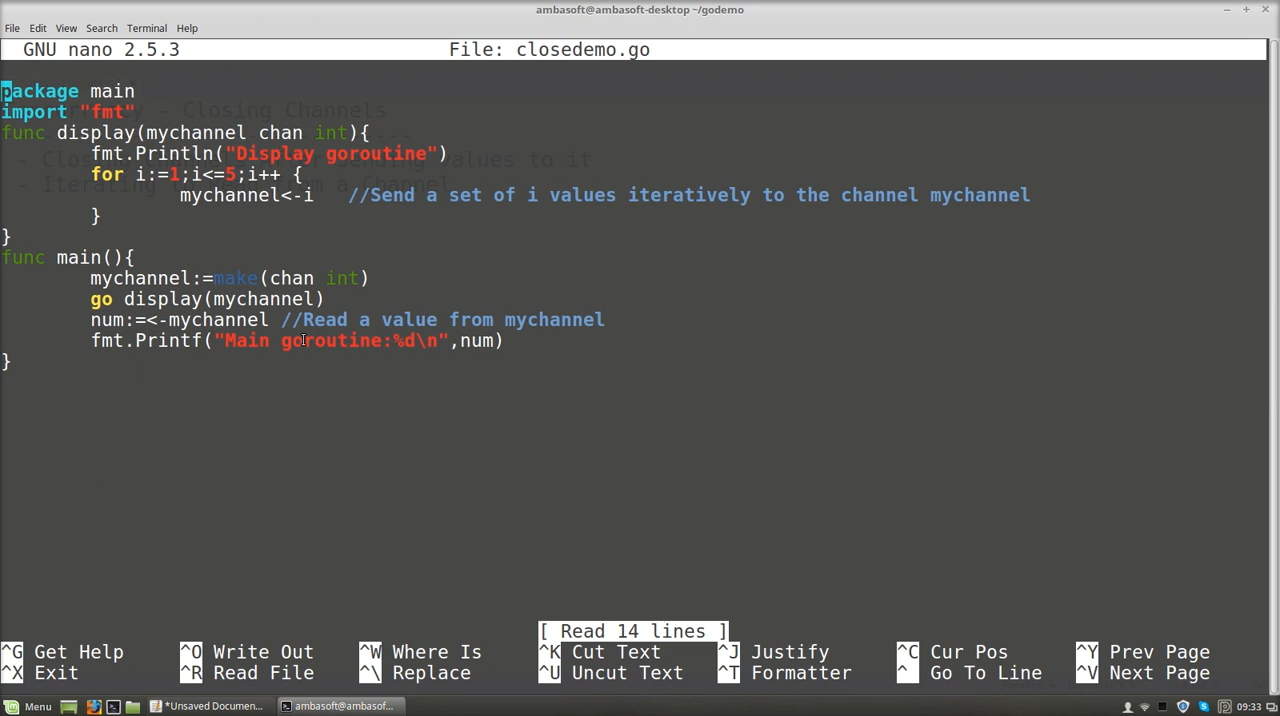 ambasoft@ambasoft-desktop ~/godemo
File Edit View Search Terminal Help
GNU nano 2.5.3 File: closedemo.go
package main
import "fmt"
- Closing Channels
func display(mychannel chan int){
fmt.Println("Display goroutine")
for i:=1;i<=5;i++ {
mychannel<-i //Send a set of i values iteratively to the channel mychannel
}
}
func main(){
mychannel:=make(chan int)
go display(mychannel)
num:=<-mychannel //Read a value from mychannel
fmt.Printf("Main goroutine:%d\n",num)
}
[ Read 14 lines ]
^G Get Help ^O Write Out ^W Where Is ^K Cut Text ^J Justify ^C Cur Pos ^Y Prev Page
^X Exit ^R Read File ^\ Replace ^U Uncut Text ^T Formatter ^ Go To Line ^V Next Page
Menu *Unsaved Documen... ambasoft@ambasof... 09:33